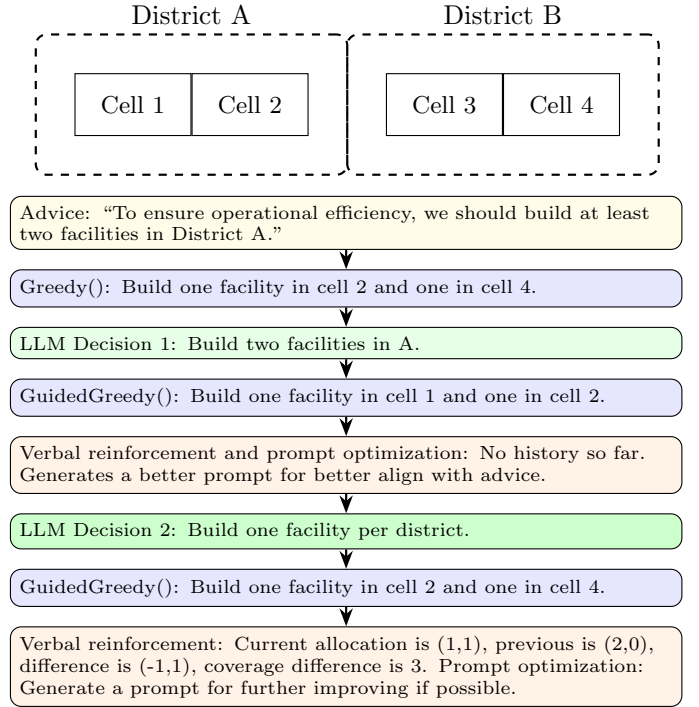 District A District B
Cell 1 Cell 2 Cell 3 Cell 4
Advice: “To ensure operational efficiency, we should build at least
two facilities in District A.”
Greedy(): Build one facility in cell 2 and one in cell 4.
LLM Decision 1: Build two facilities in A.
GuidedGreedy(): Build one facility in cell 1 and one in cell 2.
Verbal reinforcement and prompt optimization: No history so far.
Generates a better prompt for better align with advice.
LLM Decision 2: Build one facility per district.
GuidedGreedy(): Build one facility in cell 2 and one in cell 4.
Verbal reinforcement: Current allocation is (1,1), previous is (2,0),
difference is (-1,1), coverage difference is 3. Prompt optimization:
Generate a prompt for further improving if possible.